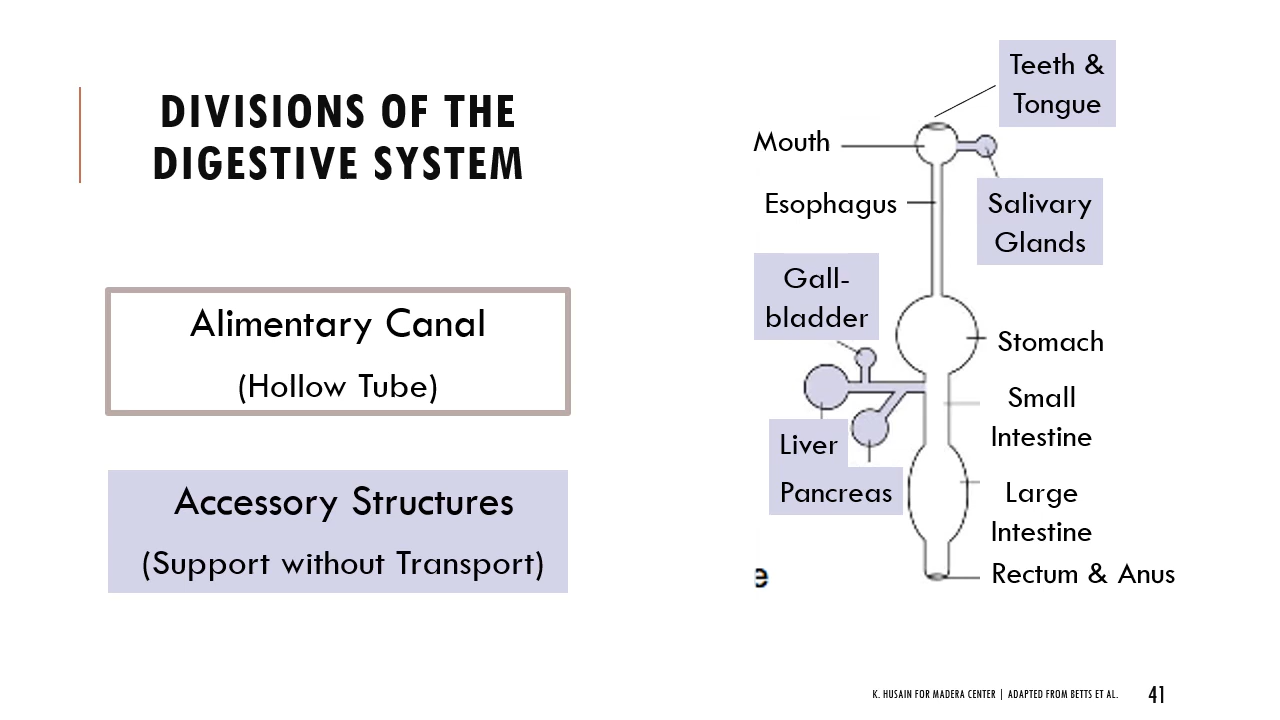 DIVISIONS OF THE
DIGESTIVE SYSTEM
Alimentary Canal
(Hollow Tube)
Accessory Structures
(Support without Transport)
Teeth &
Tongue
Mouth
Esophagus
Salivary
Glands
Gall-
bladder
Stomach
Small
Intestine
Liver
Pancreas
Large
Intestine
Rectum & Anus
e
K. HUSAIN FOR MADERA CENTER | ADAPTED FROM BETTS ET AL.
41